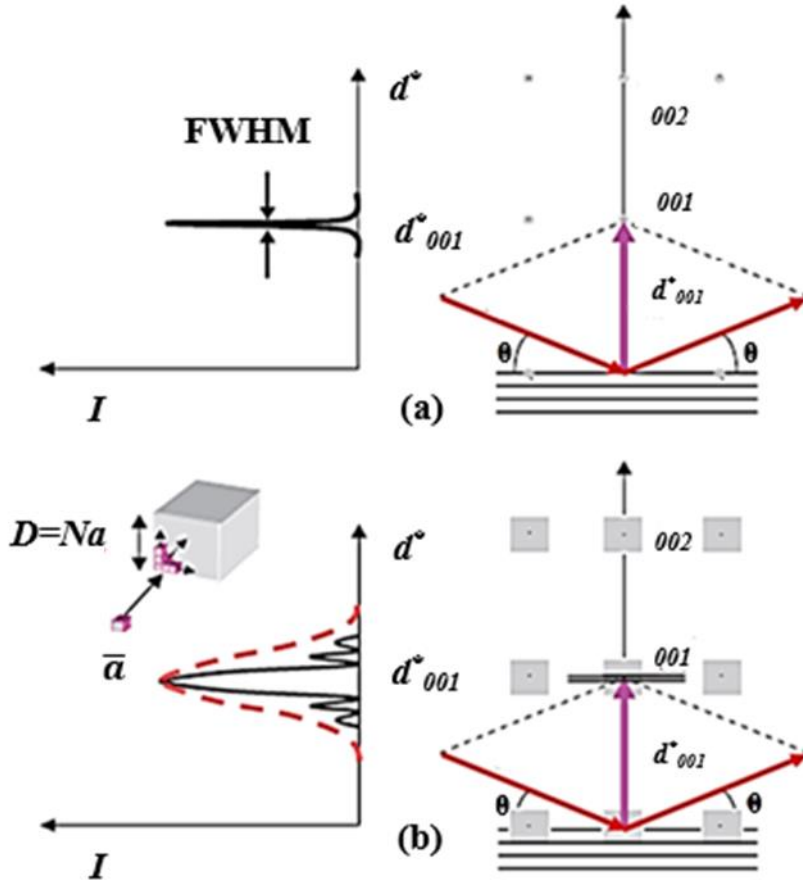 d*
002
FWHM
001
d*001
d*001
θ
θ
I
(a)
D=Na
d*
002
a̅
001
d*001
d*001
θ
θ
I
(b)